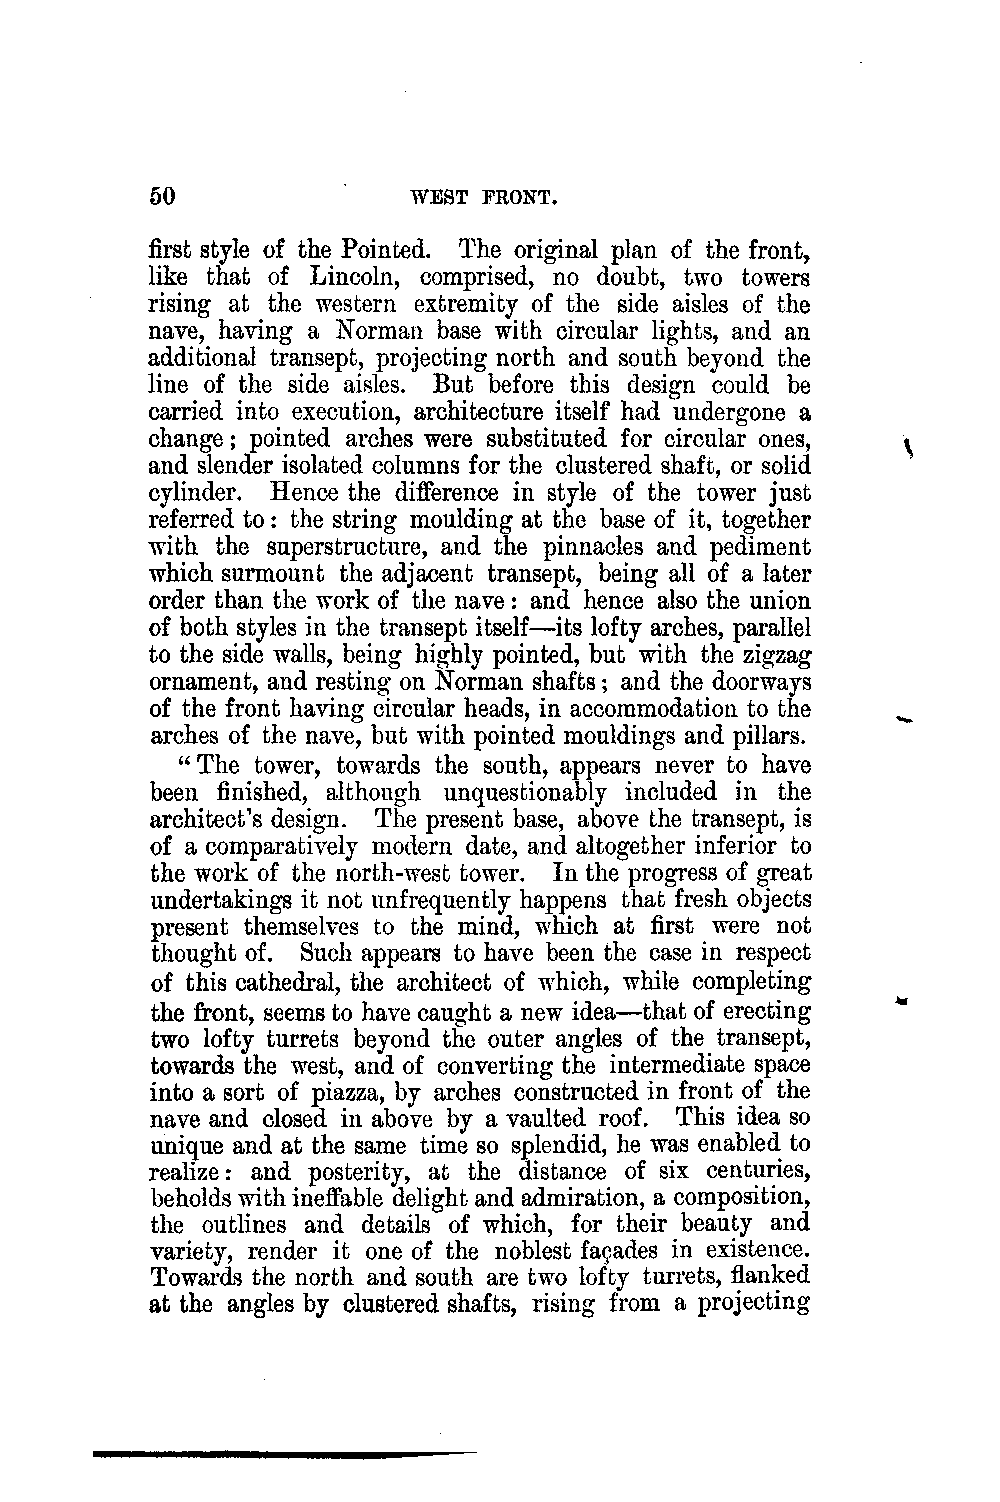 50 WEST FRONT.
first style of the Pointed. The original plan of the front,
like that of Lincoln, comprised, no doubt, two towers
rising at the western extremity of the side aisles of the
nave, having a Norman base with circular lights, and an
additional transept, projecting north and south beyond the
line of the side aisles. But before this design could be
carried into execution, architecture itself had undergone a
change; pointed arches were substituted for circular ones,
and slender isolated columns for the clustered shaft, or solid
cylinder. Hence the difference in style of the tower just
referred to: the string moulding at the base of it, together
with the superstructure, and the pinnacles and pediment
which surmount the adjacent transept, being all of a later
order than the work of the nave: and hence also the union
of both styles in the transept itself—its lofty arches, parallel
to the side walls, being highly pointed, but with the zigzag
ornament, and resting on Norman shafts; and the doorways
of the front having circular heads, in accommodation to the
arches of the nave, but with pointed mouldings and pillars.
"The tower, towards the south, appears never to have
been finished, although unquestionably included in the
architect's design. The present base, above the transept, is
of a comparatively modern date, and altogether inferior to
the work of the north-west tower. In the progress of great
undertakings it not unfrequently happens that fresh objects
present themselves to the mind, which at first were not
thought of. Such appears to have been the case in respect
of this cathedral, the architect of which, while completing
the front, seems to have caught a new idea—that of erecting
two lofty turrets beyond the outer angles of the transept,
towards the west, and of converting the intermediate space
into a sort of piazza, by arches constructed in front of the
nave and closed in above by a vaulted roof. This idea so
unique and at the same time so splendid, he was enabled to
realize: and posterity, at the distance of six centuries,
beholds with ineffable delight and admiration, a composition,
the outlines and details of which, for their beauty and
variety, render it one of the noblest façades in existence.
Towards the north and south are two lofty turrets, flanked
at the angles by clustered shafts, rising from a projecting